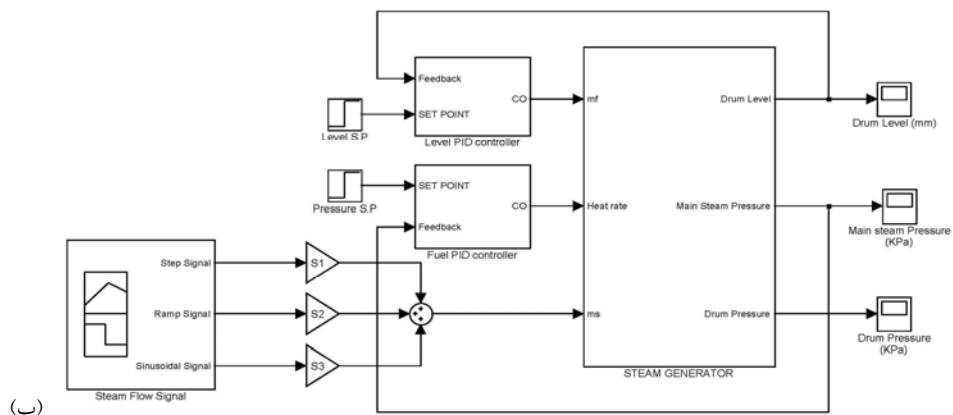 Feedback
SET POINT
CO
Level S.P
Level PID controller
mf
Drum Level
Drum Level (mm)
SET POINT
Feedback
CO
Pressure S.P
Fuel PID controller
Heat rate
Main Steam Pressure
Main steam Pressure
(KPa)
Step Signal
Ramp Signal
Sinusoidal Signal
S1
S2
S3
ms
Drum Pressure
Drum Pressure
(KPa)
Steam Flow Signal
STEAM GENERATOR
(ب)